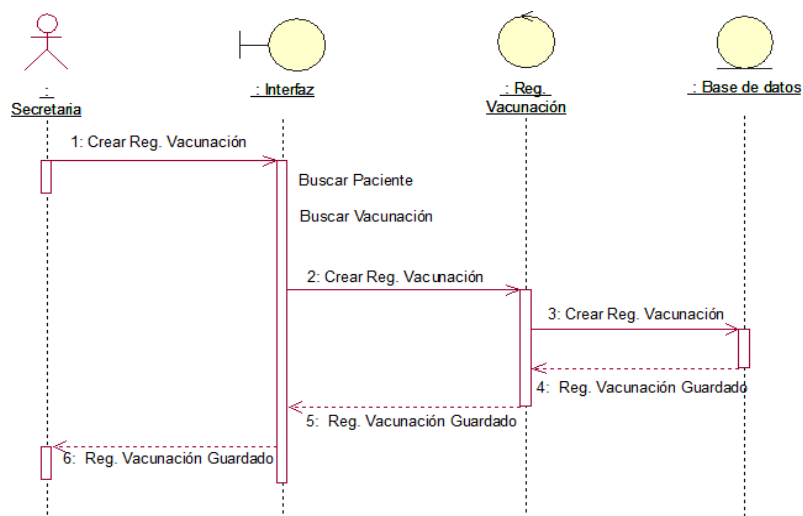 :
Secretaria
: Interfaz
: Reg.
Vacunación
: Base de datos
1: Crear Reg. Vacunación
Buscar Paciente
Buscar Vacunación
2: Crear Reg. Vacunación
3: Crear Reg. Vacunación
4: Reg. Vacunación Guardado
5: Reg. Vacunación Guardado
6: Reg. Vacunación Guardado